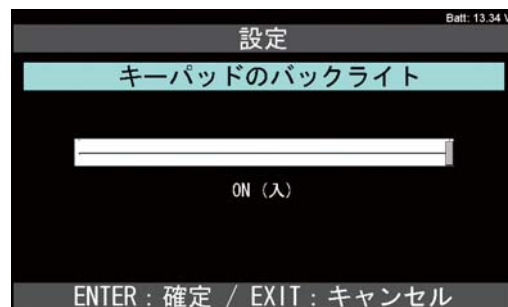 Batt: 13.34 V
設定
キーパッドのバックライト
ON (入)
ENTER：確定 / EXIT：キャンセル